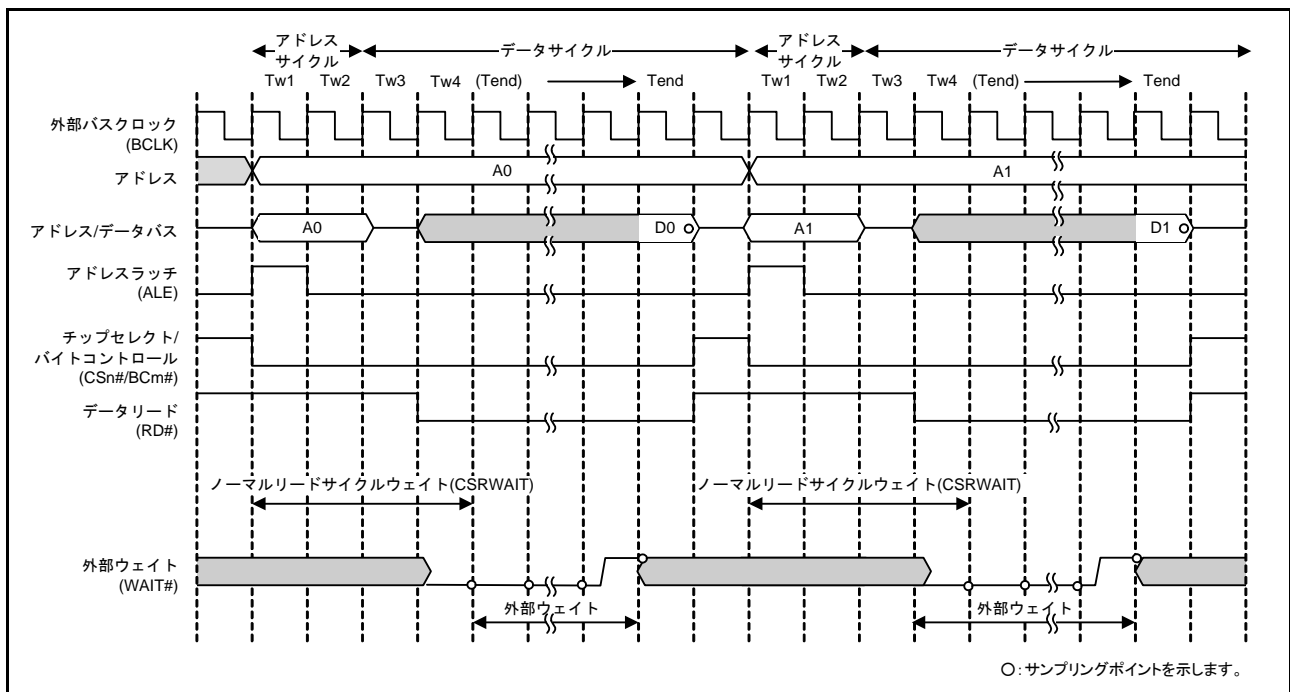 アドレス
サイクル
データサイクル
アドレス
サイクル
データサイクル
Tw1 Tw2 Tw3 Tw4 (Tend) Tend Tw1 Tw2 Tw3 Tw4 (Tend) Tend
外部バスクロック
(BCLK)
アドレス
A0
A1
アドレス/データバス
A0
D0
A1
D1
アドレスラッチ
(ALE)
チップセレクト/
バイトコントロール
(CSn#/BCm#)
データリード
(RD#)
ノーマルリードサイクルウェイト(CSRWAIT)
ノーマルリードサイクルウェイト(CSRWAIT)
外部ウェイト
(WAIT#)
外部ウェイト
外部ウェイト
○:サンプリングポイントを示します。